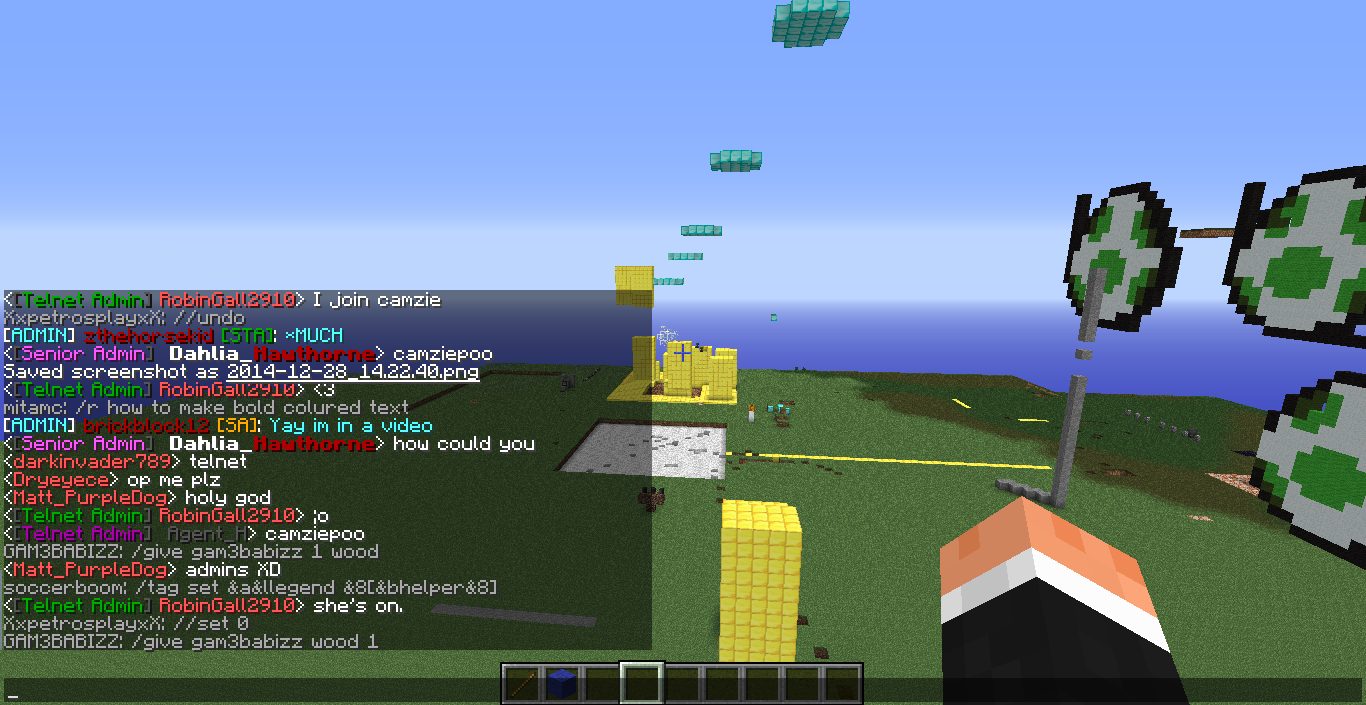 <[Telnet Admin] RobinGall2910> I join camzie
XxpetrosplayxX: //undo
[ADMIN] zthehorsekid [STA]: ×MUCH
<[Senior Admin] Dahlia_Hawthorne> camziepoo
Saved screenshot as 2014-12-28_14.22.40.png
<[Telnet Admin] RobinGall2910> <3
mitamc: /r how to make bold colured text
[ADMIN] brickblock12 [SA]: Yay im in a video
<[Senior Admin] Dahlia_Hawthorne> how could you
<darkinvader789> telnet
<Dryeyece> op me plz
<Matt_PurpleDog> holy god
<[Telnet Admin] RobinGall2910> ;o
<[Telnet Admin] Agent_H> camziepoo
GAM3BABIZZ: /give gam3babizz 1 wood
<Matt_PurpleDog> admins XD
soccerboom: /tag set &a&llegend &8[&bhelper&8]
<[Telnet Admin] RobinGall2910> she's on.
XxpetrosplayxX: //set 0
GAM3BABIZZ: /give gam3babizz wood 1
_